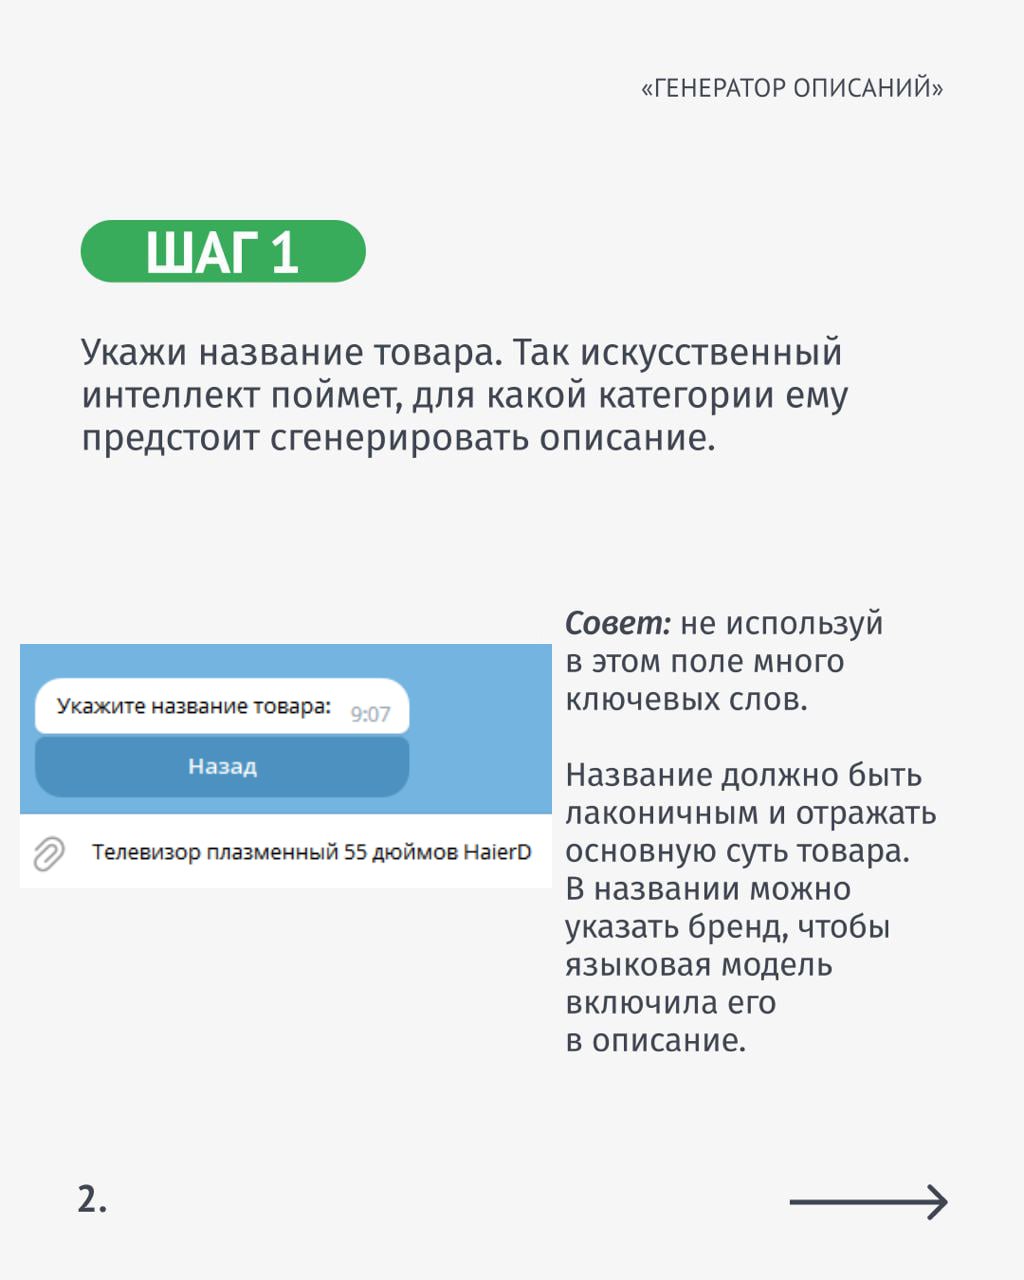 «ГЕНЕРАТОР ОПИСАНИЙ»
ШАГ 1
Укажи название товара. Так искусственный
интеллект поймет, для какой категории ему
предстоит сгенерировать описание.
Укажите название товара: 9:07
Назад
Телевизор плазменный 55 дюймов HaierD
Совет: не используй
в этом поле много
ключевых слов.
Название должно быть
лаконичным и отражать
основную суть товара.
В названии можно
указать бренд, чтобы
языковая модель
включила его
в описание.
2.